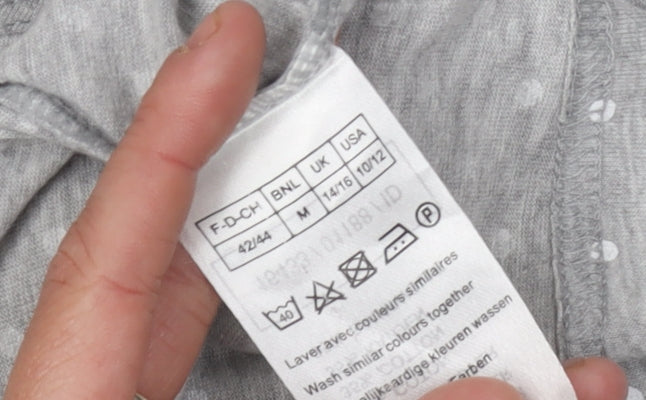 F-D-CH BNL UK USA
42/44 M 14/16 10/12
40 P
Laver avec couleurs similaires
Wash similar colours together
kleuren wassen
Farben